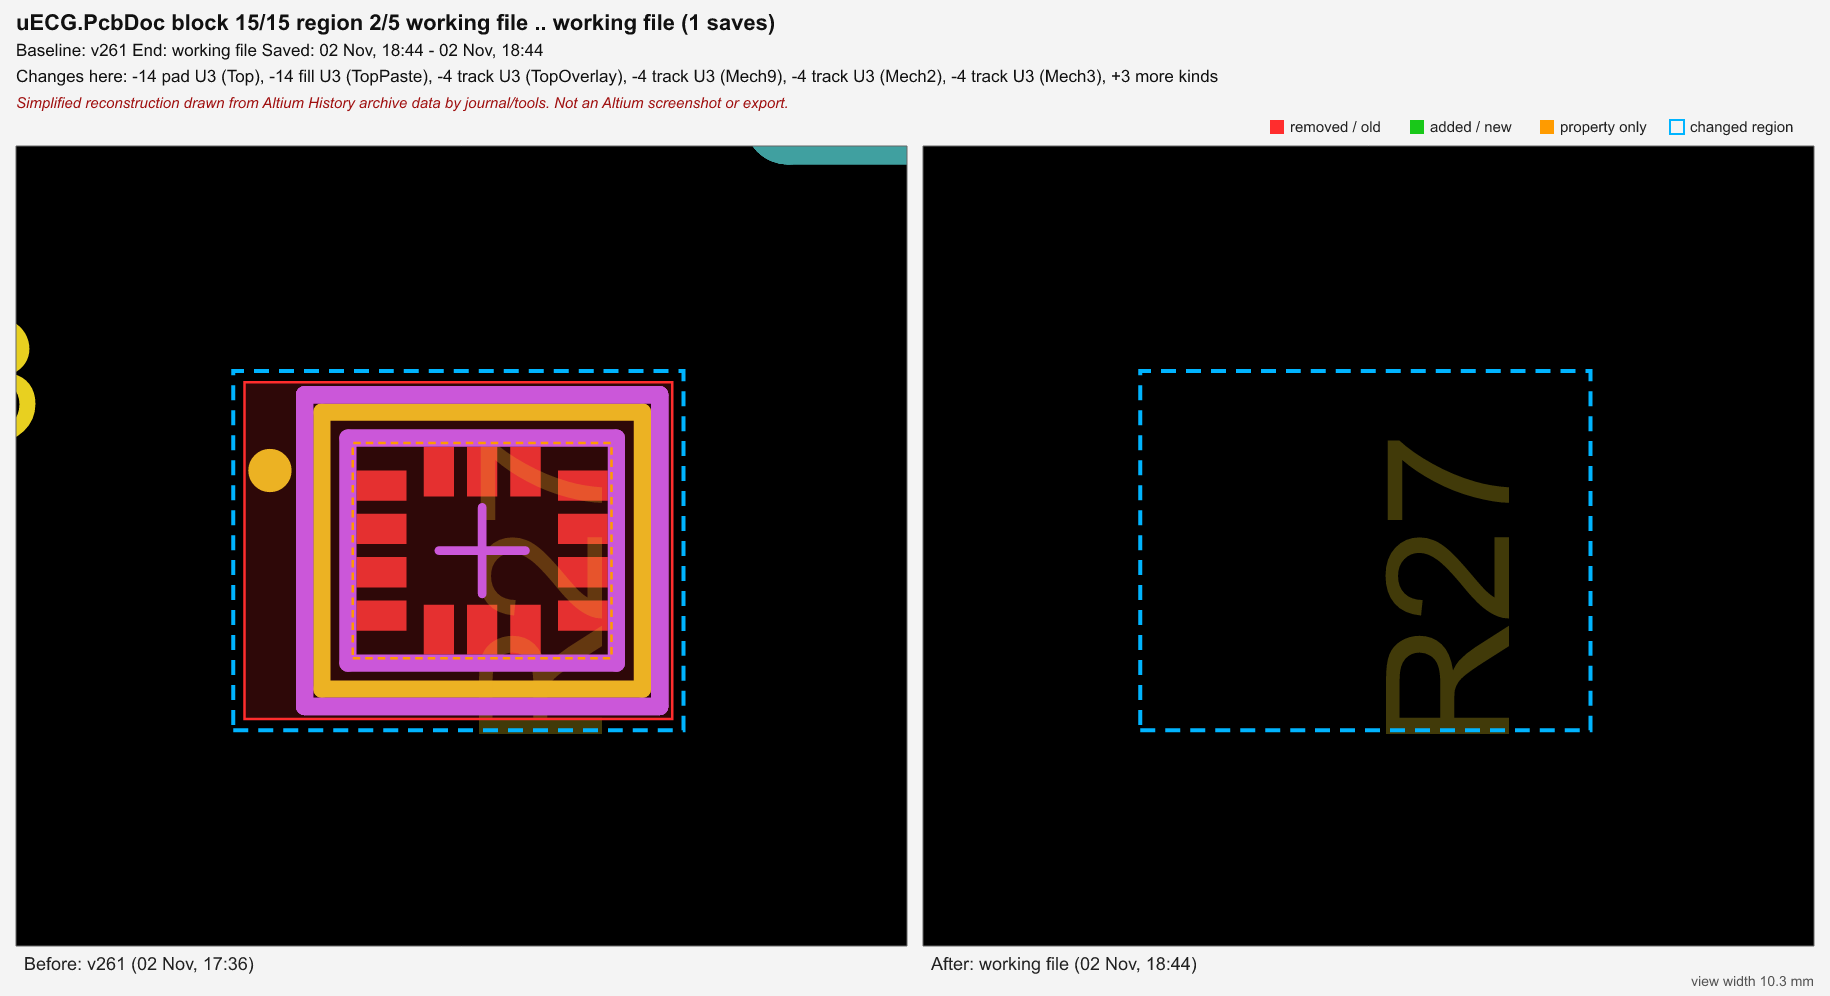 uECG.PcbDoc block 15/15 region 2/5 working file .. working file (1 saves)
Baseline: v261 End: working file Saved: 02 Nov, 18:44 - 02 Nov, 18:44
Changes here: -14 pad U3 (Top), -14 fill U3 (TopPaste), -4 track U3 (TopOverlay), -4 track U3 (Mech9), -4 track U3 (Mech2), -4 track U3 (Mech3), +3 more kinds
Simplified reconstruction drawn from Altium History archive data by journal/tools. Not an Altium screenshot or export.
removed / old
added / new
property only
changed region
R27
R27
Before: v261 (02 Nov, 17:36)
After: working file (02 Nov, 18:44)
view width 10.3 mm